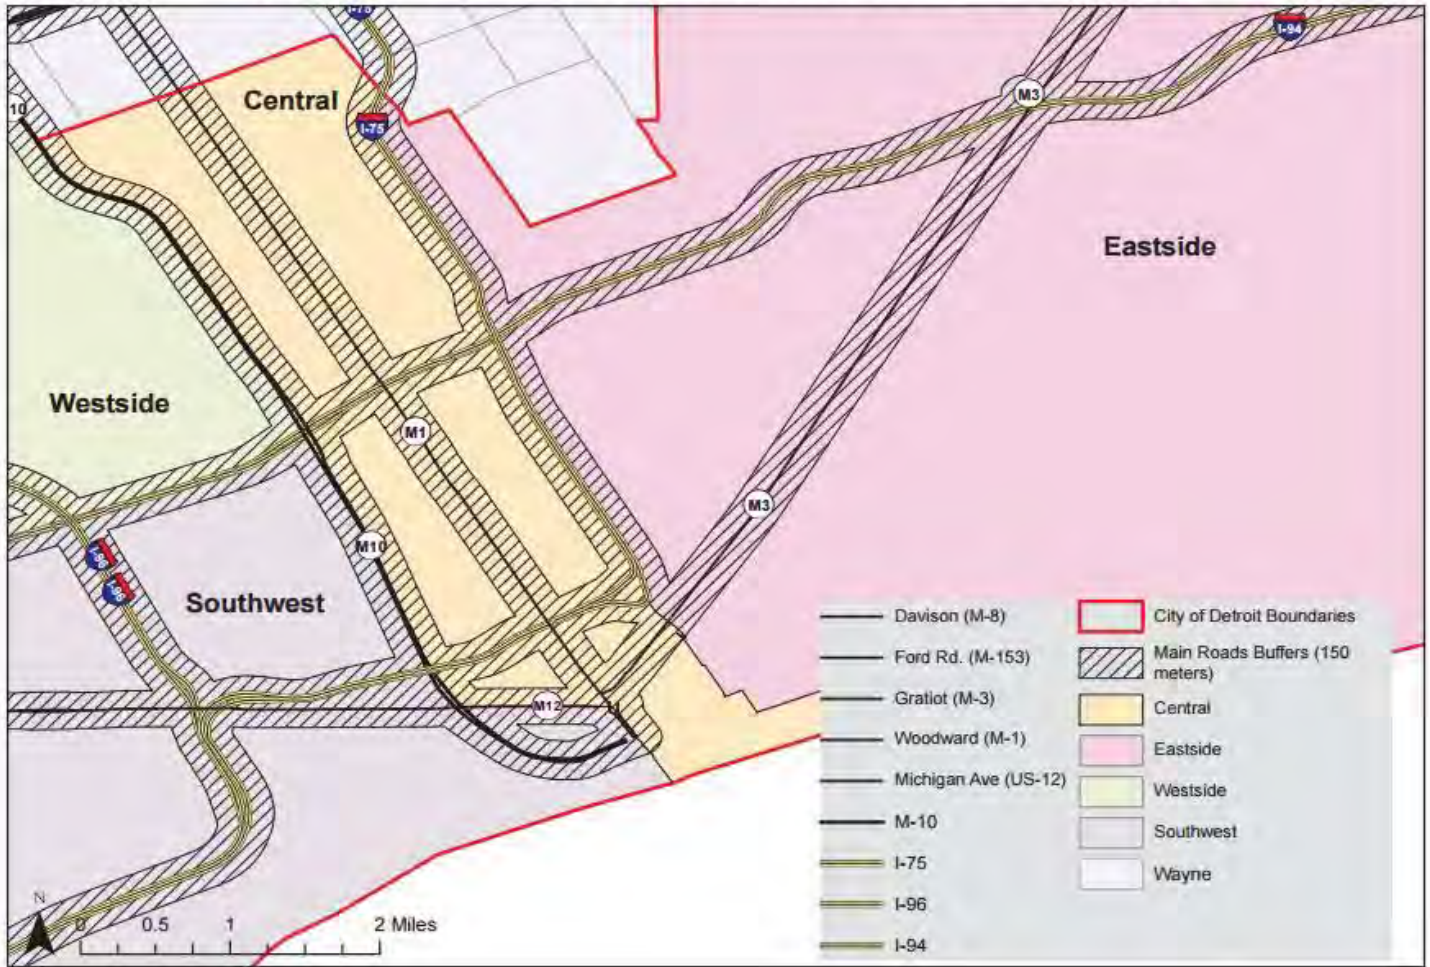 I-75
I-94
10
Central
I-75
M3
Eastside
Westside
M1
M3
M10
I-96
Southwest
M12
Davison (M-8)
Ford Rd. (M-153)
Gratiot (M-3)
Woodward (M-1)
Michigan Ave (US-12)
M-10
I-75
I-96
I-94
City of Detroit Boundaries
Main Roads Buffers (150
meters)
Central
Eastside
Westside
Southwest
Wayne
N
0 0.5 1 2 Miles